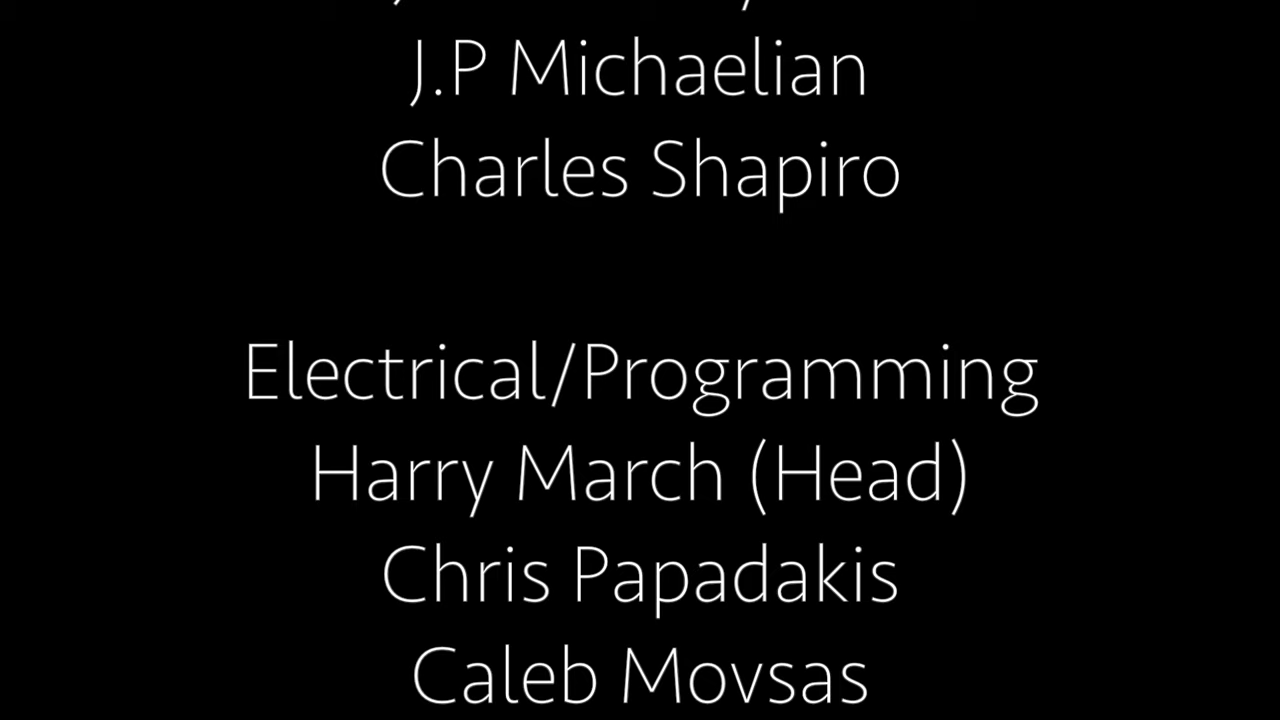 J.P Michaelian
Charles Shapiro
Electrical/Programming
Harry March (Head)
Chris Papadakis
Caleb Movsas